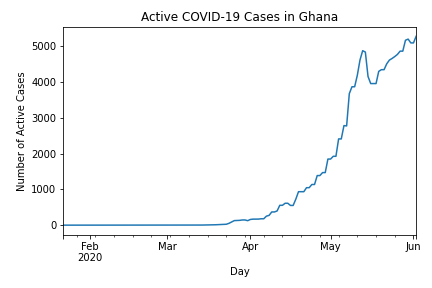 Active COVID-19 Cases in Ghana
Number of Active Cases
5000
4000
3000
2000
1000
0
Feb Mar Apr May Jun
2020
Day